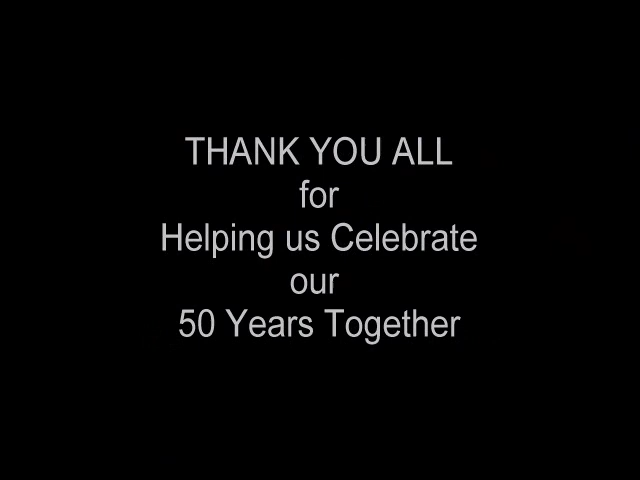 THANK YOU ALL
for
Helping us Celebrate
our
50 Years Together